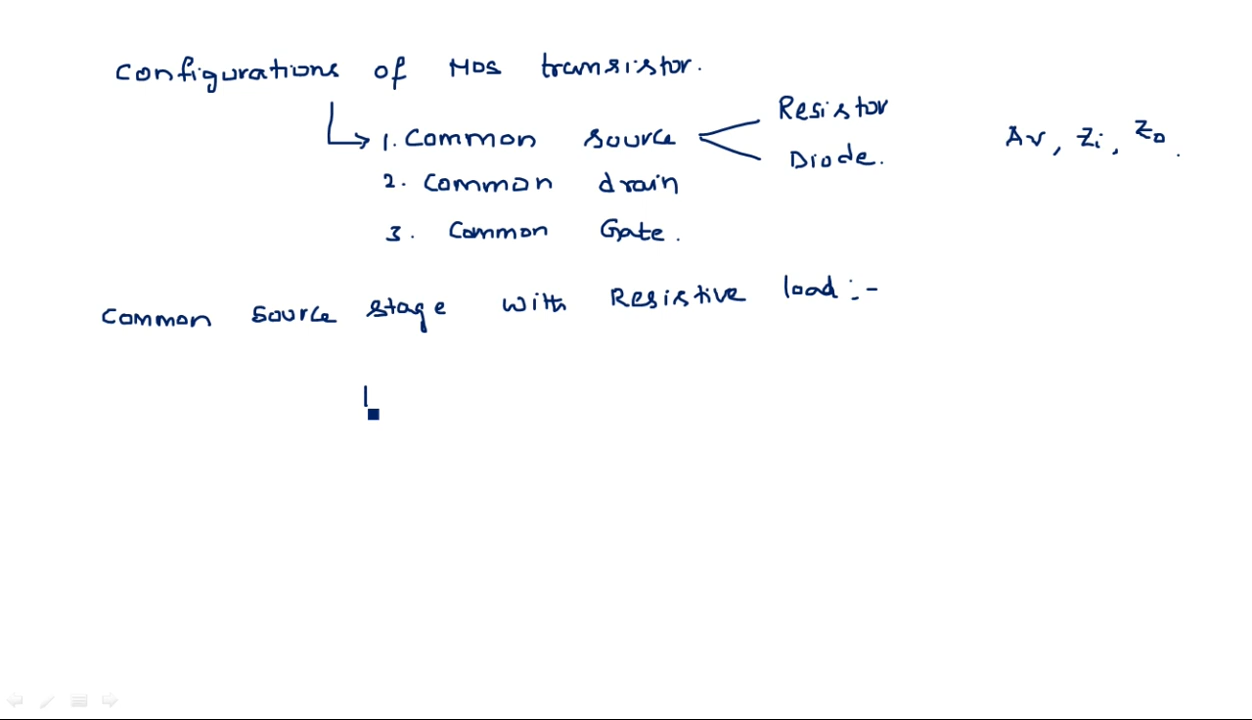 Configurations of MOS transistor.
1. Common Source
Resistor
Diode.
Av, Zi, Zo.
2. Common drain
3. Common Gate.
Common Source stage with Resistive load :-